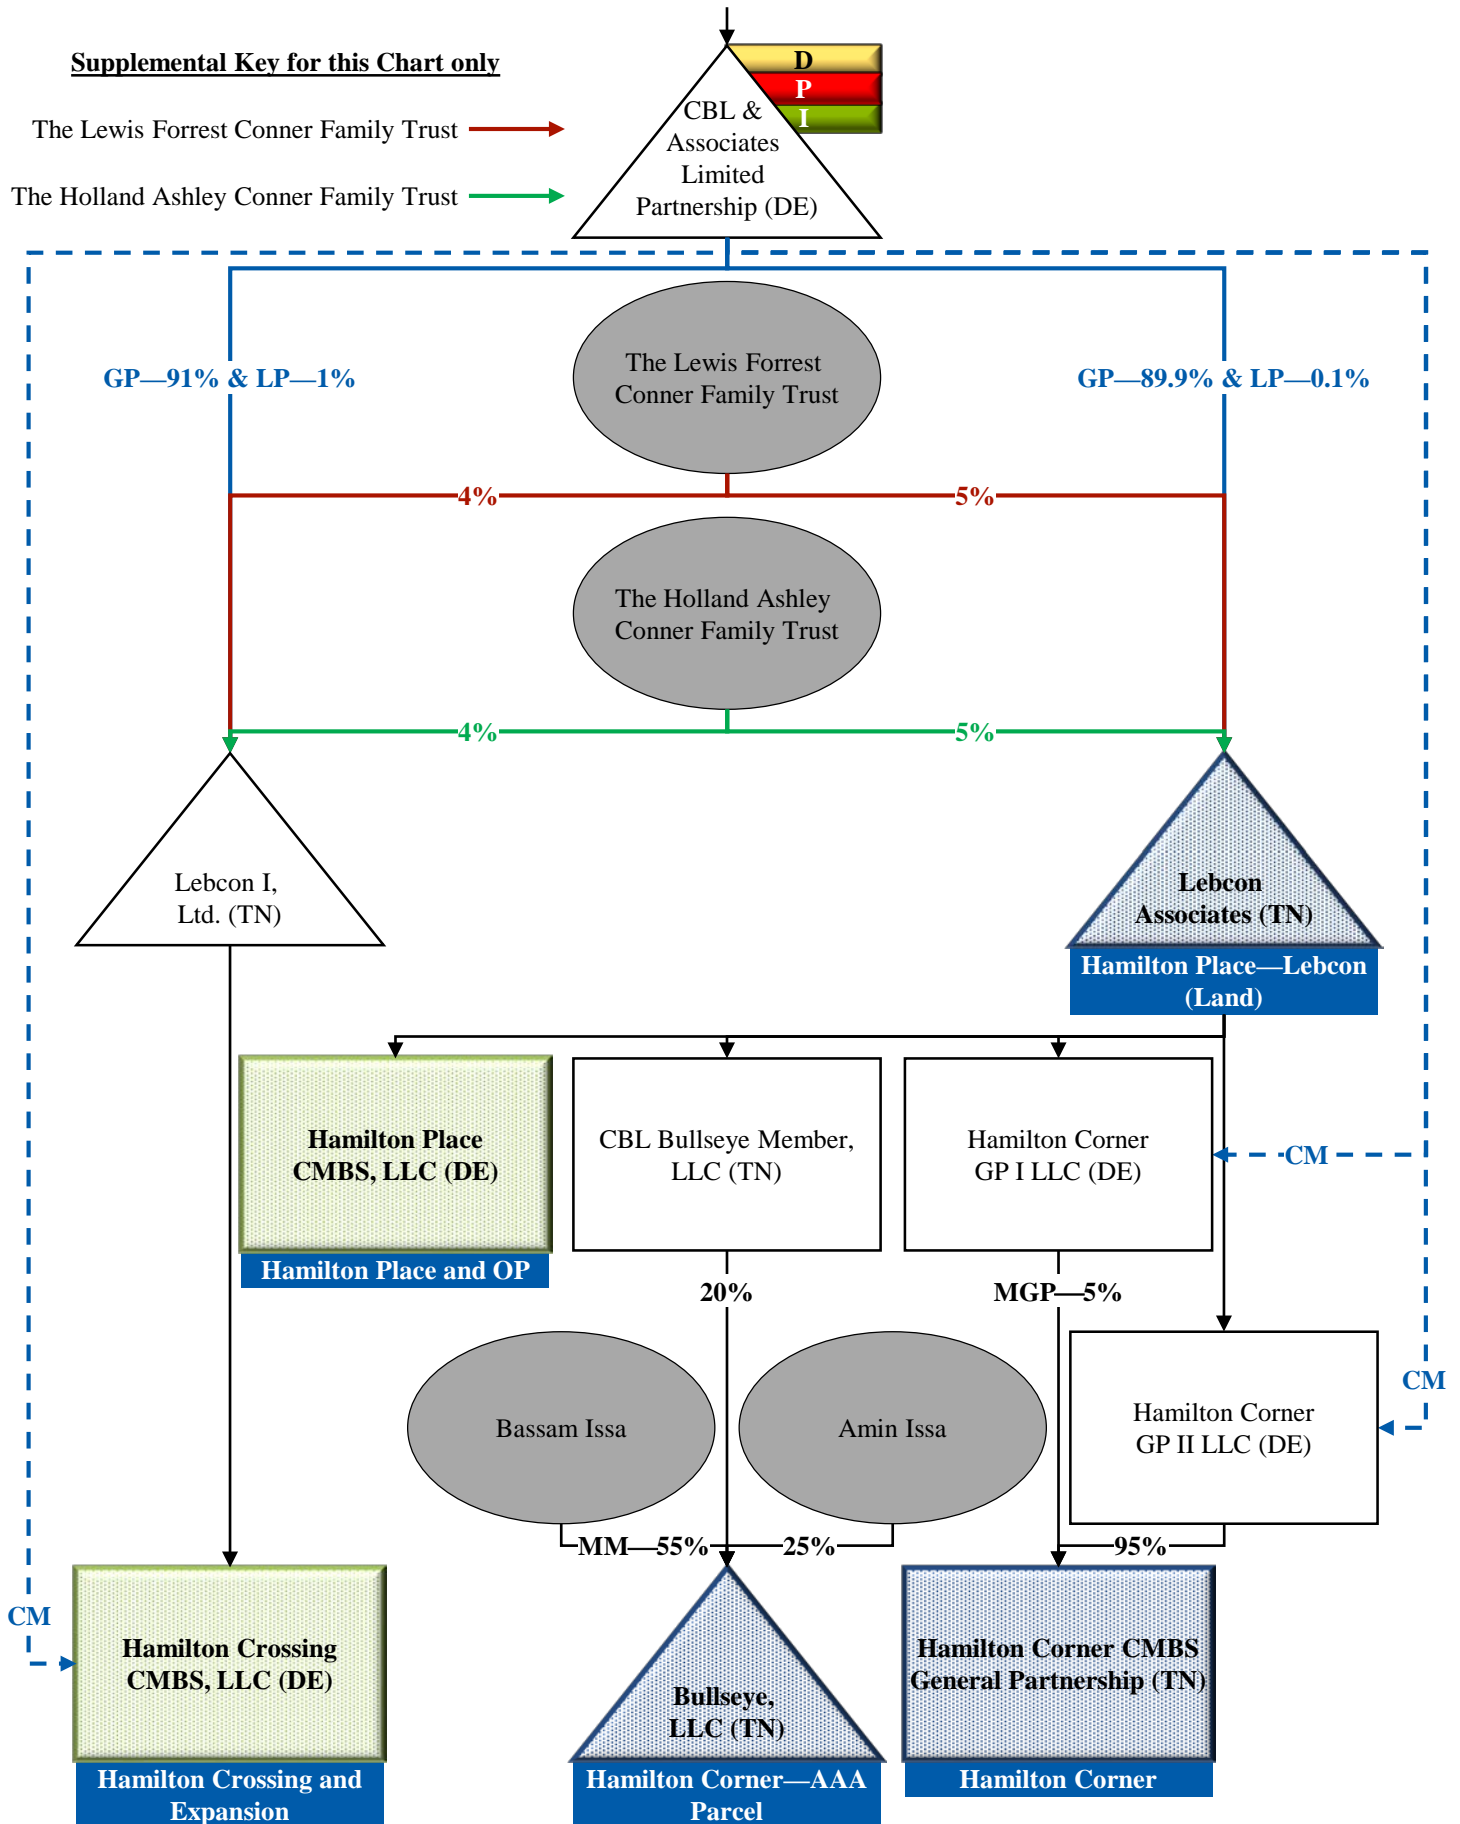 Supplemental Key for this Chart only
The Lewis Forrest Conner Family Trust
The Holland Ashley Conner Family Trust
D
P
I
CBL &
Associates
Limited
Partnership (DE)
GP—91% & LP—1%
The Lewis Forrest
Conner Family Trust
GP—89.9% & LP—0.1%
4%
5%
The Holland Ashley
Conner Family Trust
4%
5%
Lebcon I,
Ltd. (TN)
Lebcon
Associates (TN)
Hamilton Place—Lebcon
(Land)
Hamilton Place
CMBS, LLC (DE)
Hamilton Place and OP
CBL Bullseye Member,
LLC (TN)
Hamilton Corner
GP I LLC (DE)
CM
20%
MGP—5%
Bassam Issa
Amin Issa
Hamilton Corner
GP II LLC (DE)
CM
MM—55%
25%
95%
CM
Hamilton Crossing
CMBS, LLC (DE)
Hamilton Crossing and
Expansion
Bullseye,
LLC (TN)
Hamilton Corner—AAA
Parcel
Hamilton Corner CMBS
General Partnership (TN)
Hamilton Corner